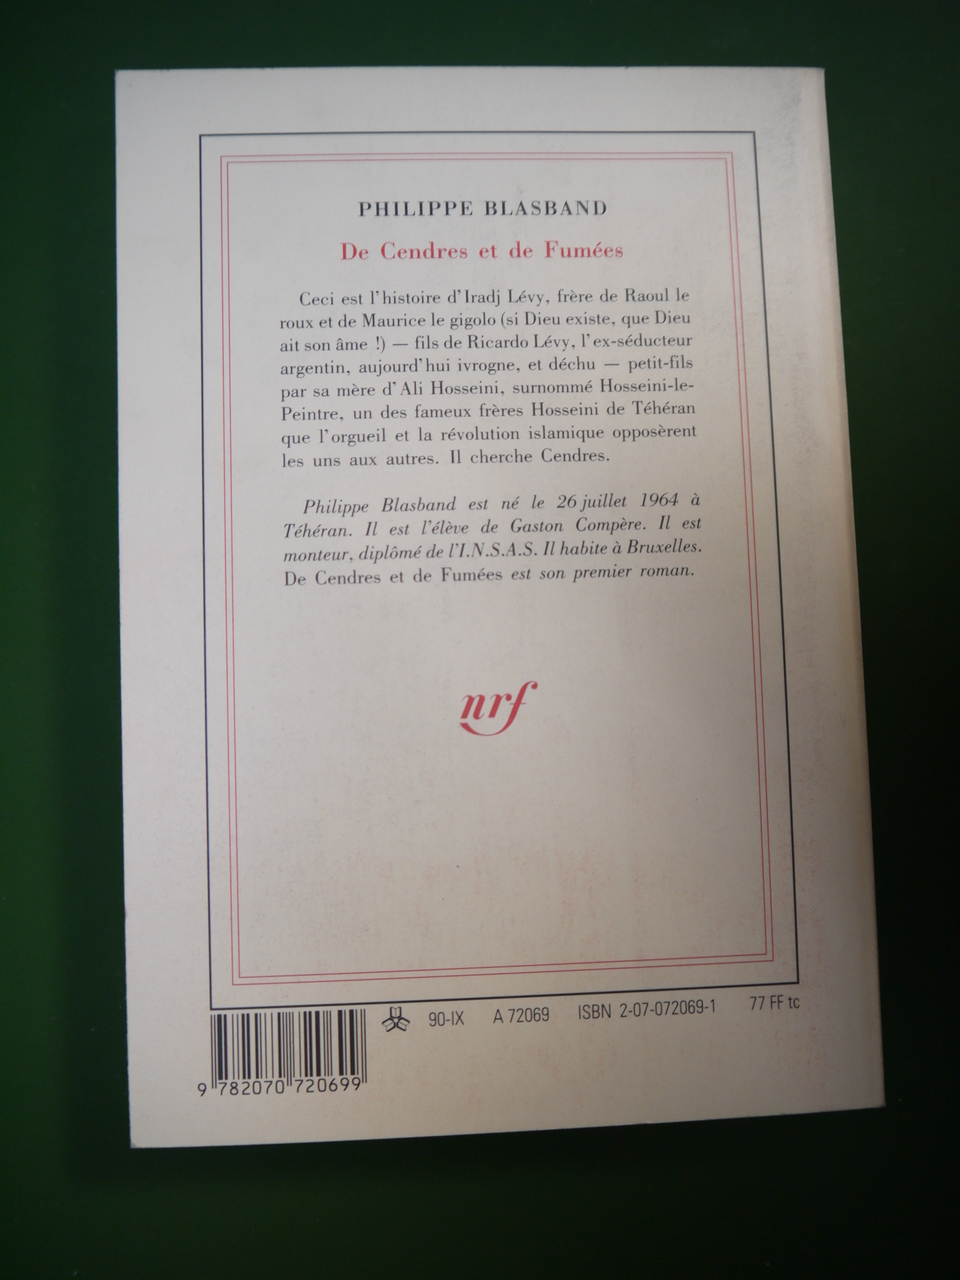 PHILIPPE BLASBAND
De Cendres et de Fumées
Ceci est l'histoire d'Iradj Lévy, frère de Raoul le
roux et de Maurice le gigolo (si Dieu existe, que Dieu
ait son âme !) — fils de Ricardo Lévy, l'ex-séducteur
argentin, aujourd'hui ivrogne, et déchu — petit-fils
par sa mère d'Ali Hosseini, surnommé Hosseini-le-
Peintre, un des fameux frères Hosseini de Téhéran
que l'orgueil et la révolution islamique opposèrent
les uns aux autres. Il cherche Cendres.
Philippe Blasband est né le 26 juillet 1964 à
Téhéran. Il est l'élève de Gaston Compère. Il est
monteur, diplômé de l'I.N.S.A.S. Il habite à Bruxelles.
De Cendres et de Fumées est son premier roman.
nrf
90-IX A 72069 ISBN 2-07-072069-1 77 FF tc
9 782070 720699